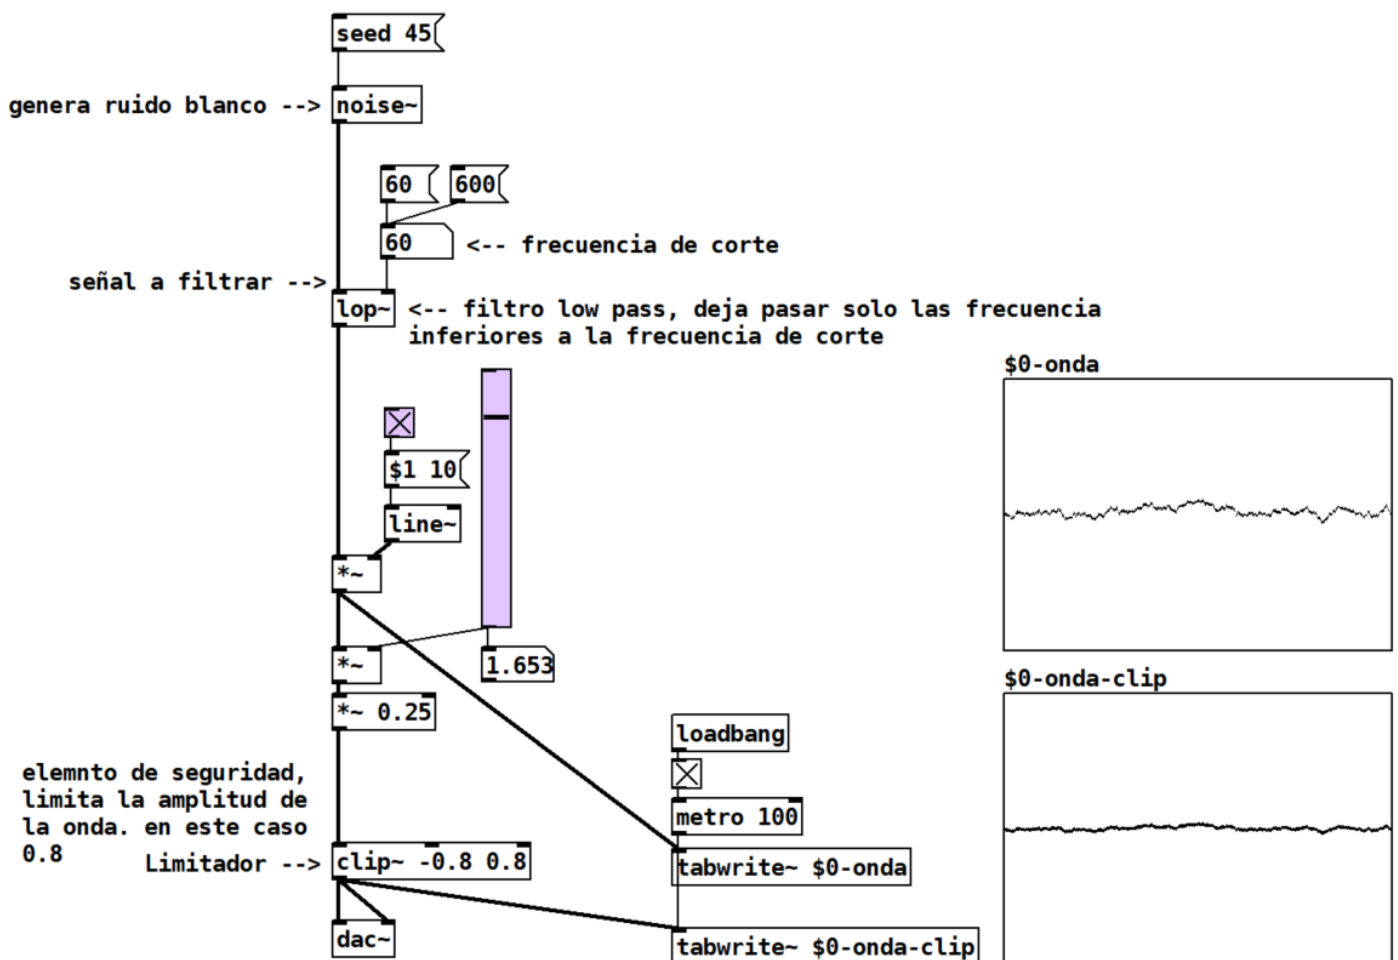 seed 45
genera ruido blanco -->
noise~
60
600
60
<-- frecuencia de corte
señal a filtrar -->
lop~
<-- filtro low pass, deja pasar solo las frecuencia
inferiores a la frecuencia de corte
$0-onda
$1 10
line~
*~
*~
1.653
$0-onda-clip
*~ 0.25
loadbang
elemnto de seguridad,
limita la amplitud de
la onda. en este caso
0.8
metro 100
Limitador -->
clip~ -0.8 0.8
tabwrite~ $0-onda
dac~
tabwrite~ $0-onda-clip